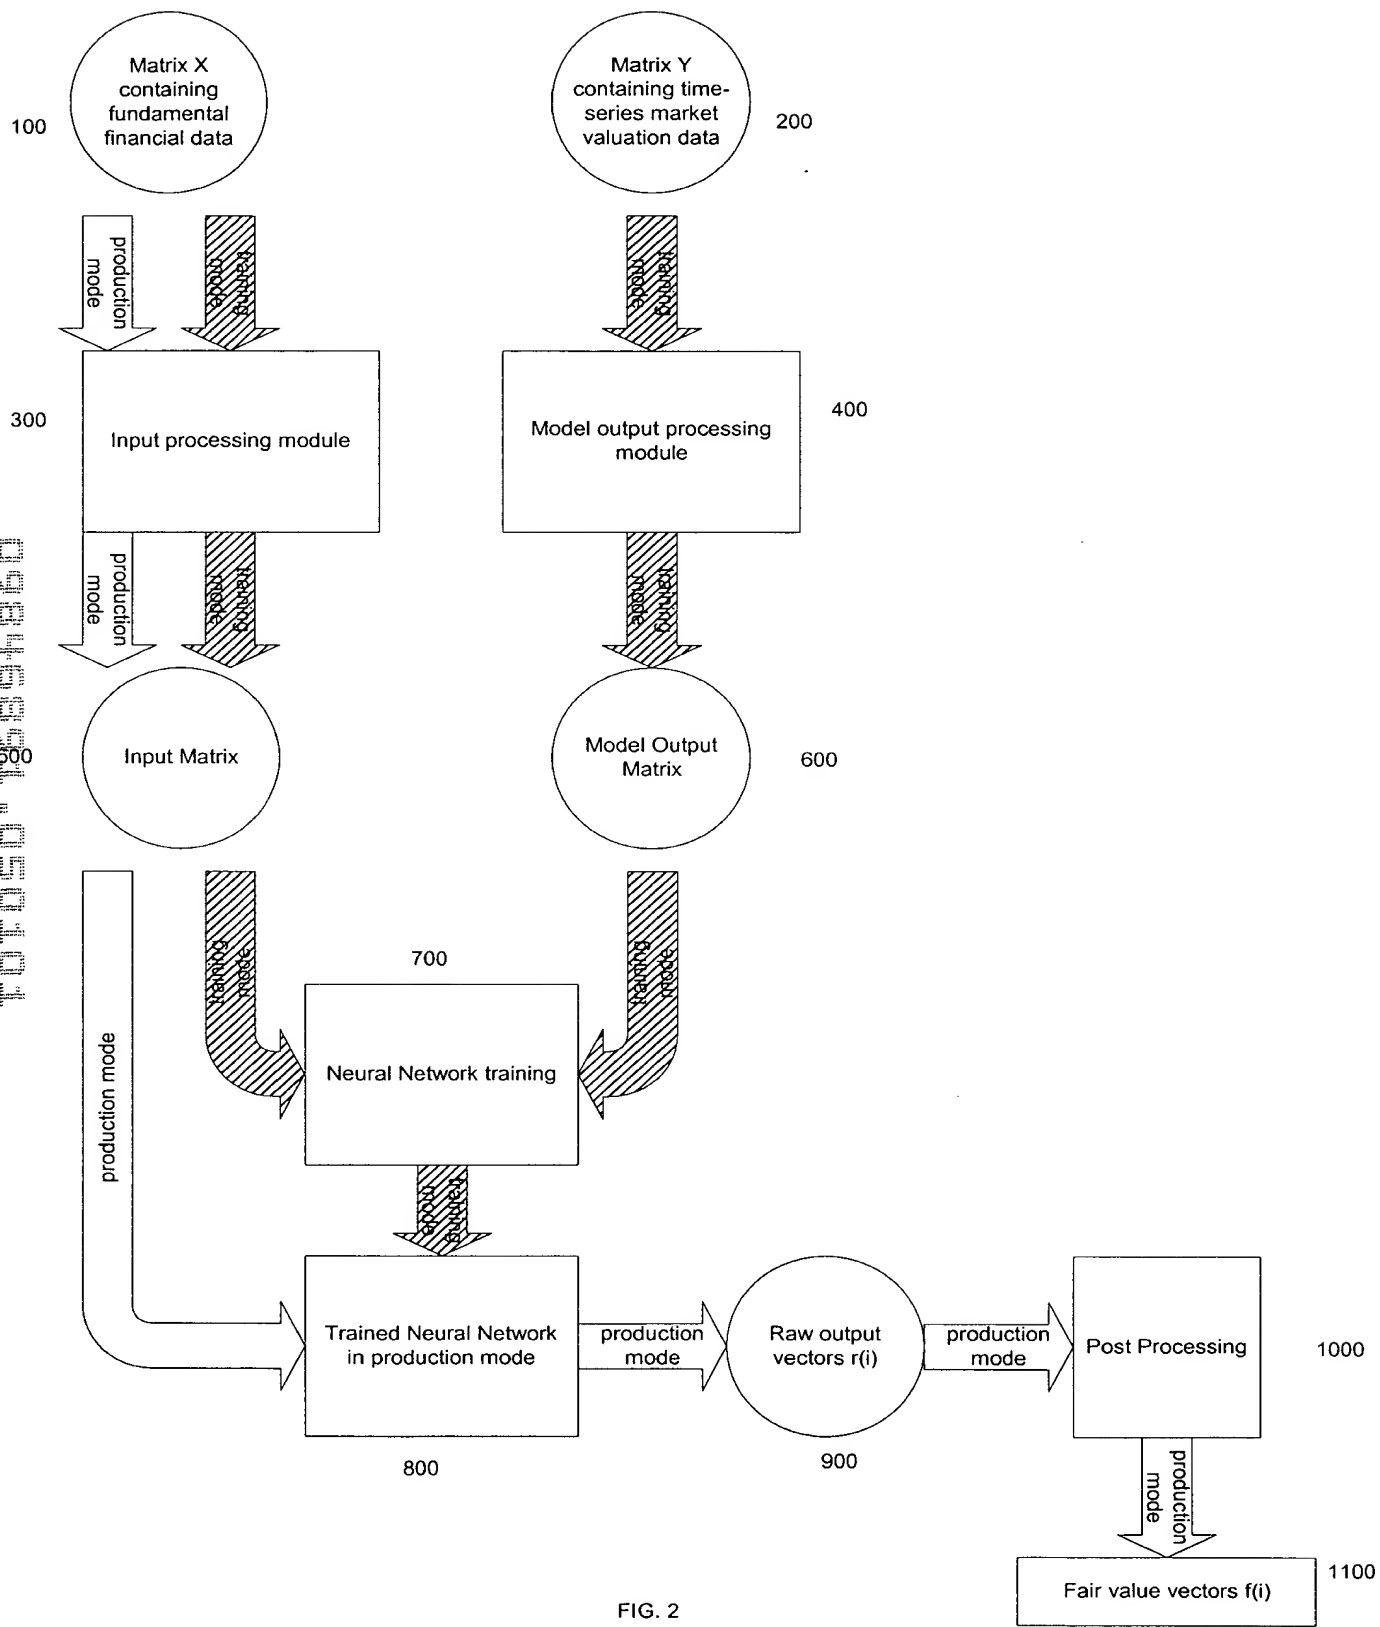 Matrix X
containing
fundamental
financial data
100
Matrix Y
containing time-
series market
valuation data
200
production
mode
training
mode
training
mode
300
Input processing module
Model output processing
module
400
production
mode
training
mode
training
mode
Input Matrix
Model Output
Matrix
600
training
mode
training
mode
700
production mode
Neural Network training
training
mode
Trained Neural Network
in production mode
800
production
mode
Raw output
vectors r(i)
900
production
mode
Post Processing
1000
production
mode
Fair value vectors f(i)
1100
FIG. 2